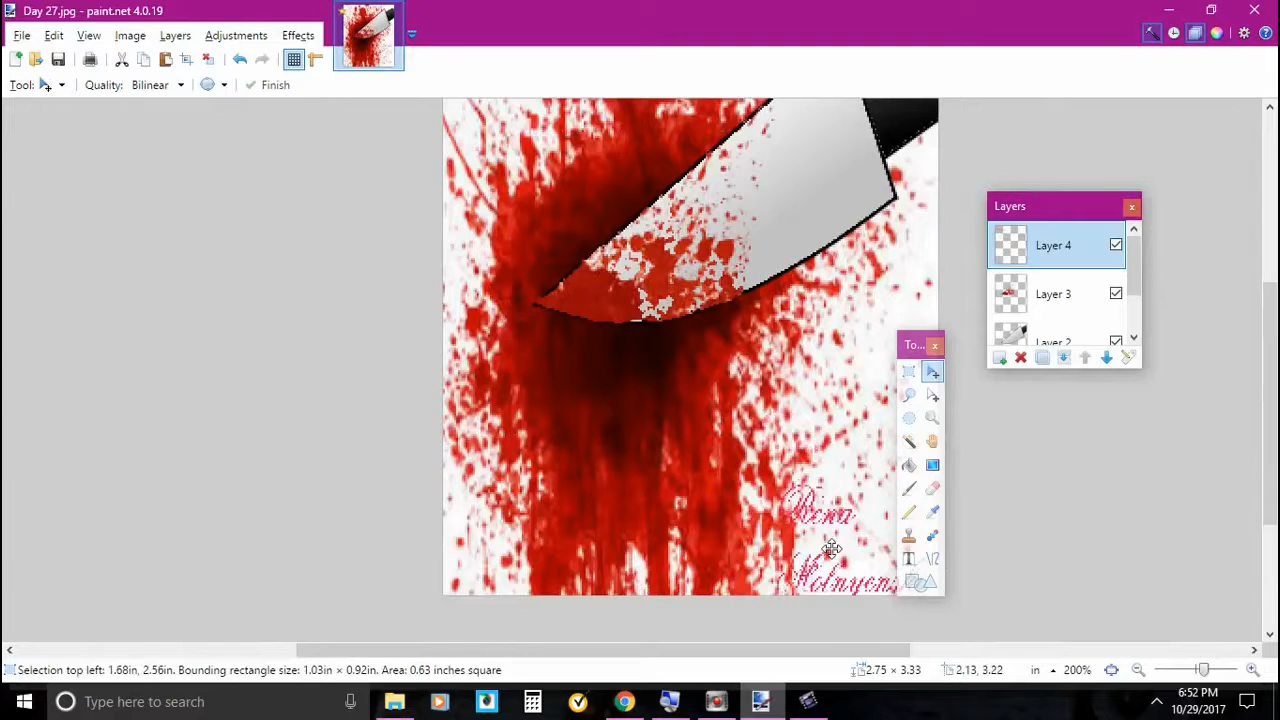 Day 27.jpg - paint.net 4.0.19
File Edit View Image Layers Adjustments Effects
Tool: Quality: Bilinear Finish
Layers
Layer 4
Layer 3
Layer 2
To...
Selection top left: 1.68in, 2.56in. Bounding rectangle size: 1.03in × 0.92in. Area: 0.63 inches square
2.75 × 3.33
2.13, 3.22
in
200%
Type here to search
6:52 PM
10/29/2017